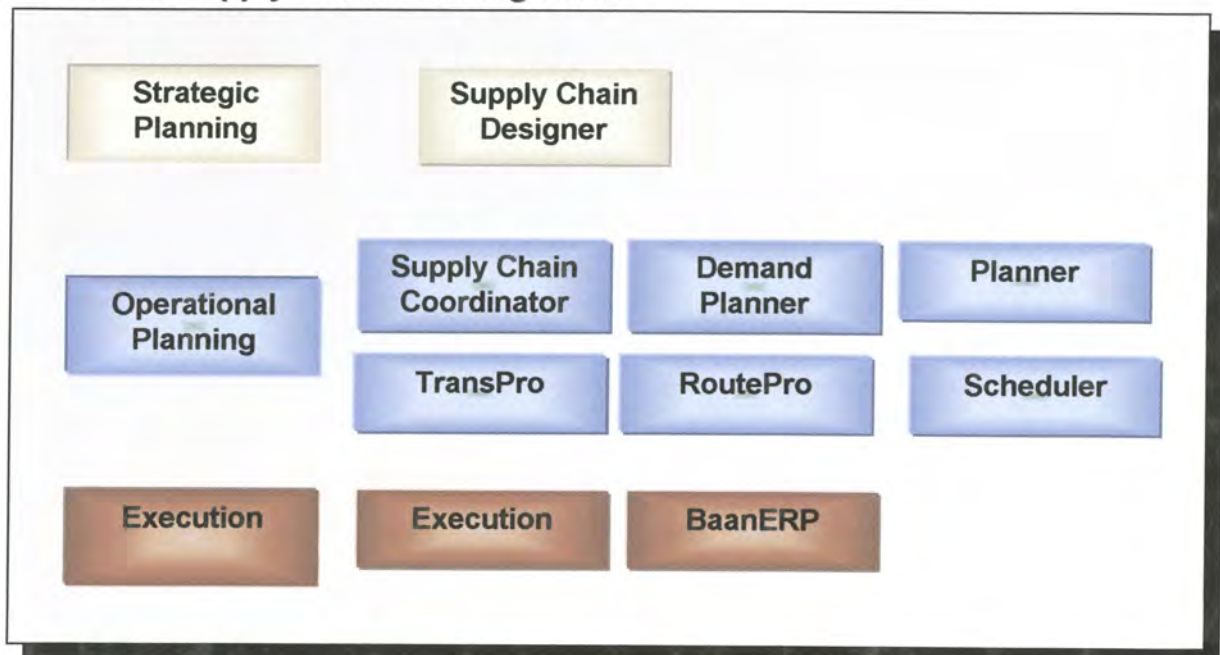 Strategic
Planning
Supply Chain
Designer
Operational
Planning
Supply Chain
Coordinator
Demand
Planner
Planner
TransPro
RoutePro
Scheduler
Execution
Execution
BaanERP